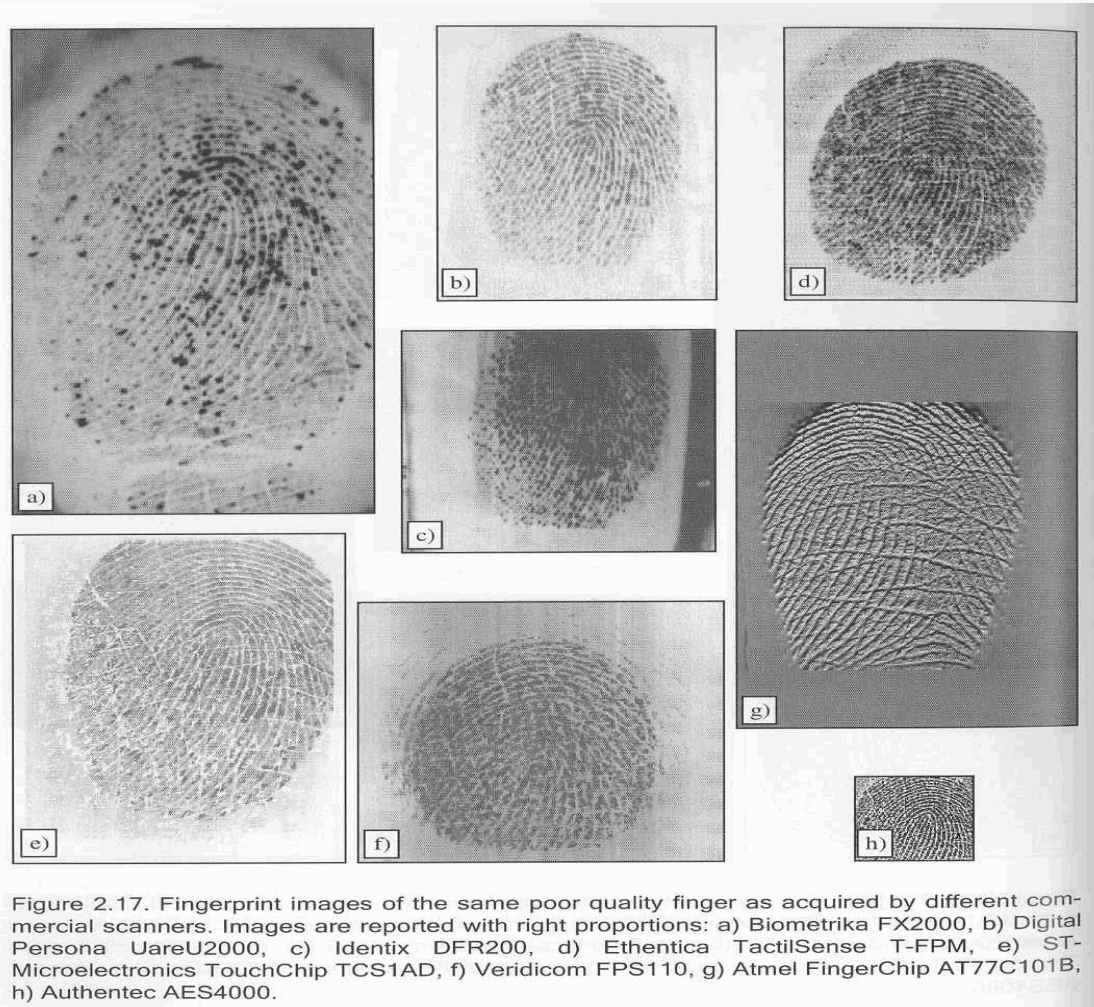 a)
b)
d)
c)
g)
e)
f)
h)
Figure 2.17. Fingerprint images of the same poor quality finger as acquired by different com-
mercial scanners. Images are reported with right proportions: a) Biometrika FX2000, b) Digital
Persona UareU2000, c) Identix DFR200, d) Ethentica TactilSense T-FPM, e) ST-
Microelectronics TouchChip TCS1AD, f) Veridicom FPS110, g) Atmel FingerChip AT77C101B,
h) Authentec AES4000.